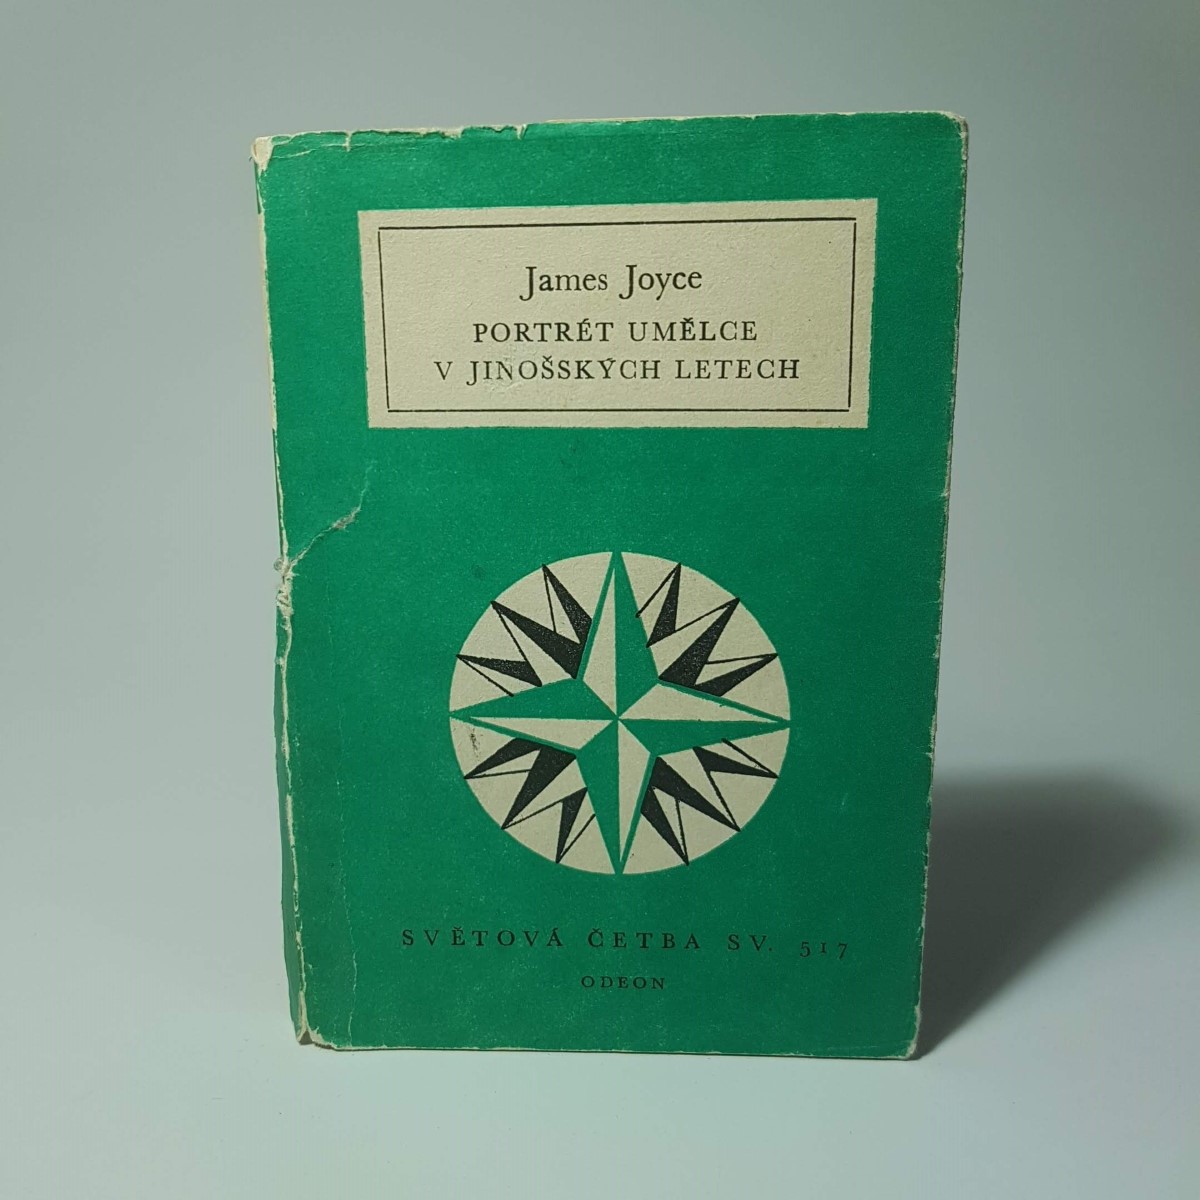 James Joyce
PORTRÉT UMĚLCE
V JINOŠSKÝCH LETECH
SVĚTOVÁ ČETBA SV. 517
ODEON